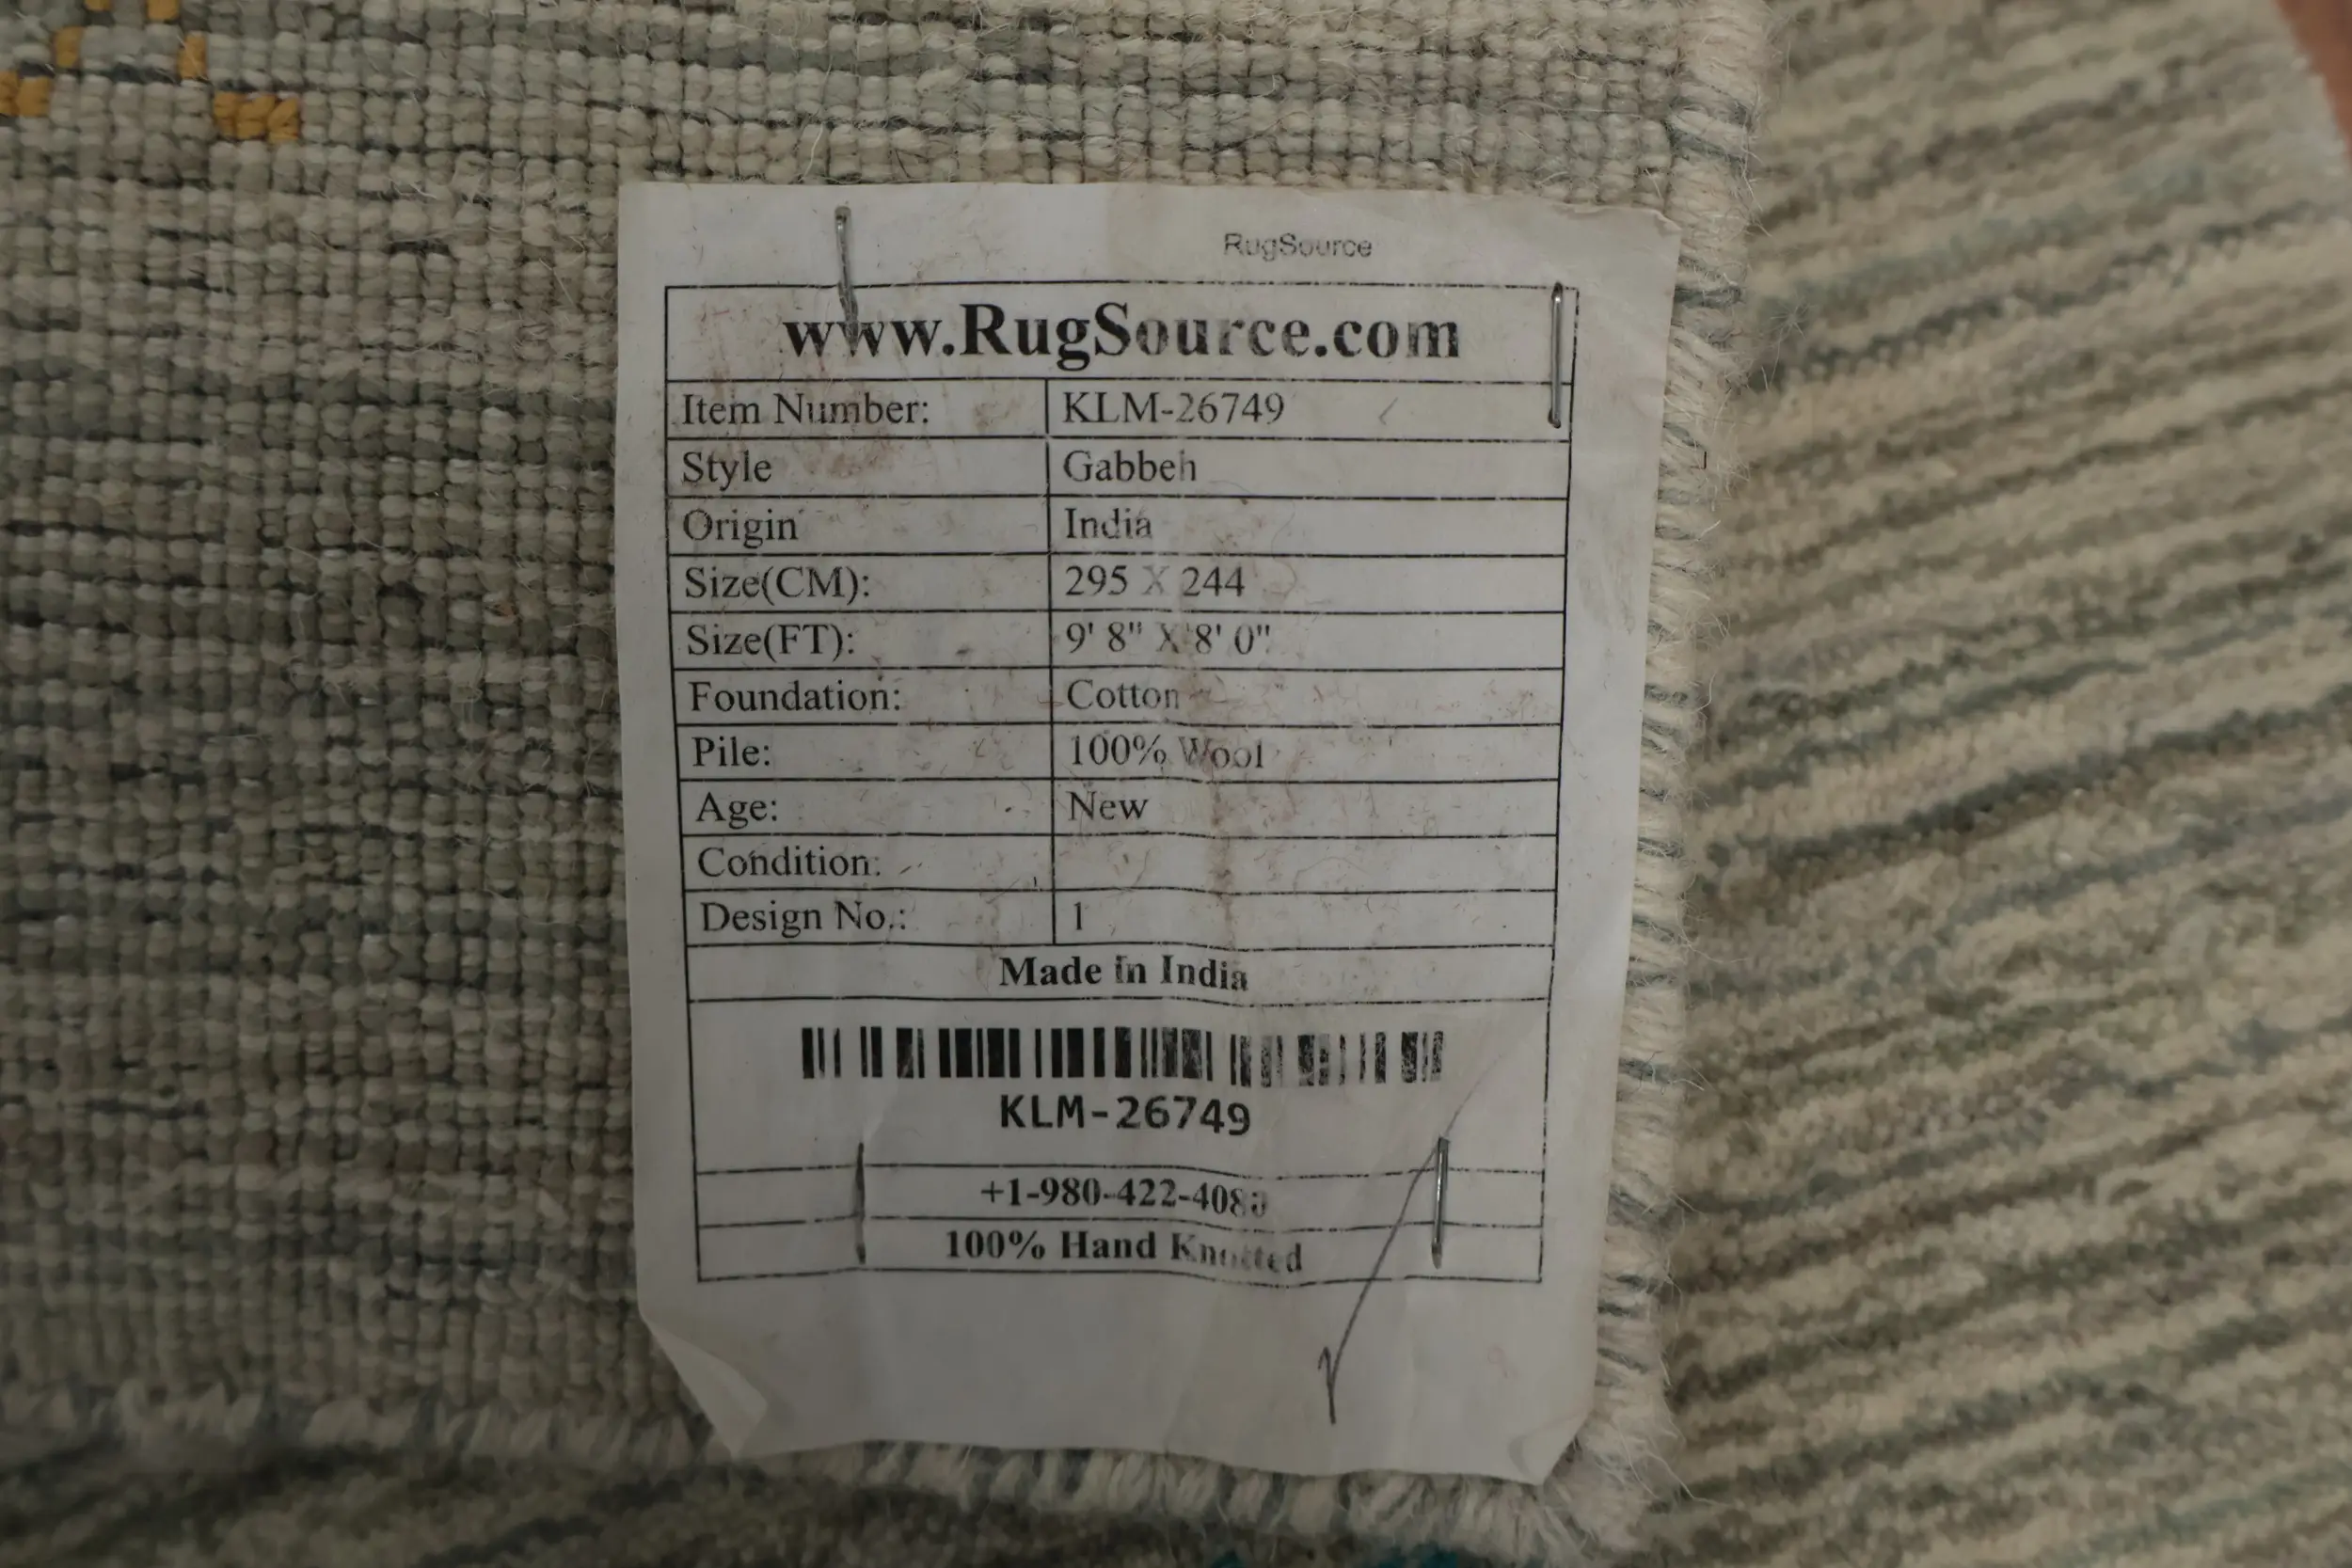 RugSource
www.RugSource.com
Item Number: KLM-26749
Style Gabbeh
Origin India
Size(CM): 295 X 244
Size(FT): 9' 8" X 8' 0"
Foundation: Cotton
Pile: 100% Wool
Age: New
Condition:
Design No.: 1
Made in India
KLM-26749
100% Hand Knotted